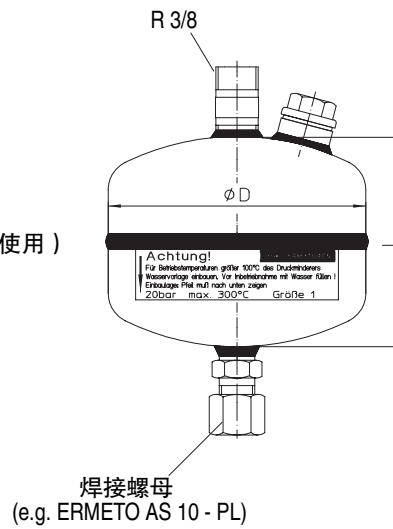 R 3/8
øD
使用 )
Achtung!
Für Betriebstemperaturen größer 100°C des Druckminderers
Wasservorlage einbauen, Vor Inbetriebnahme mit Wasser füllen !
Einbaulage: Pfeil muß nach unten zeigen
20bar max. 300°C Größe 1
焊接螺母
(e.g. ERMETO AS 10 - PL)